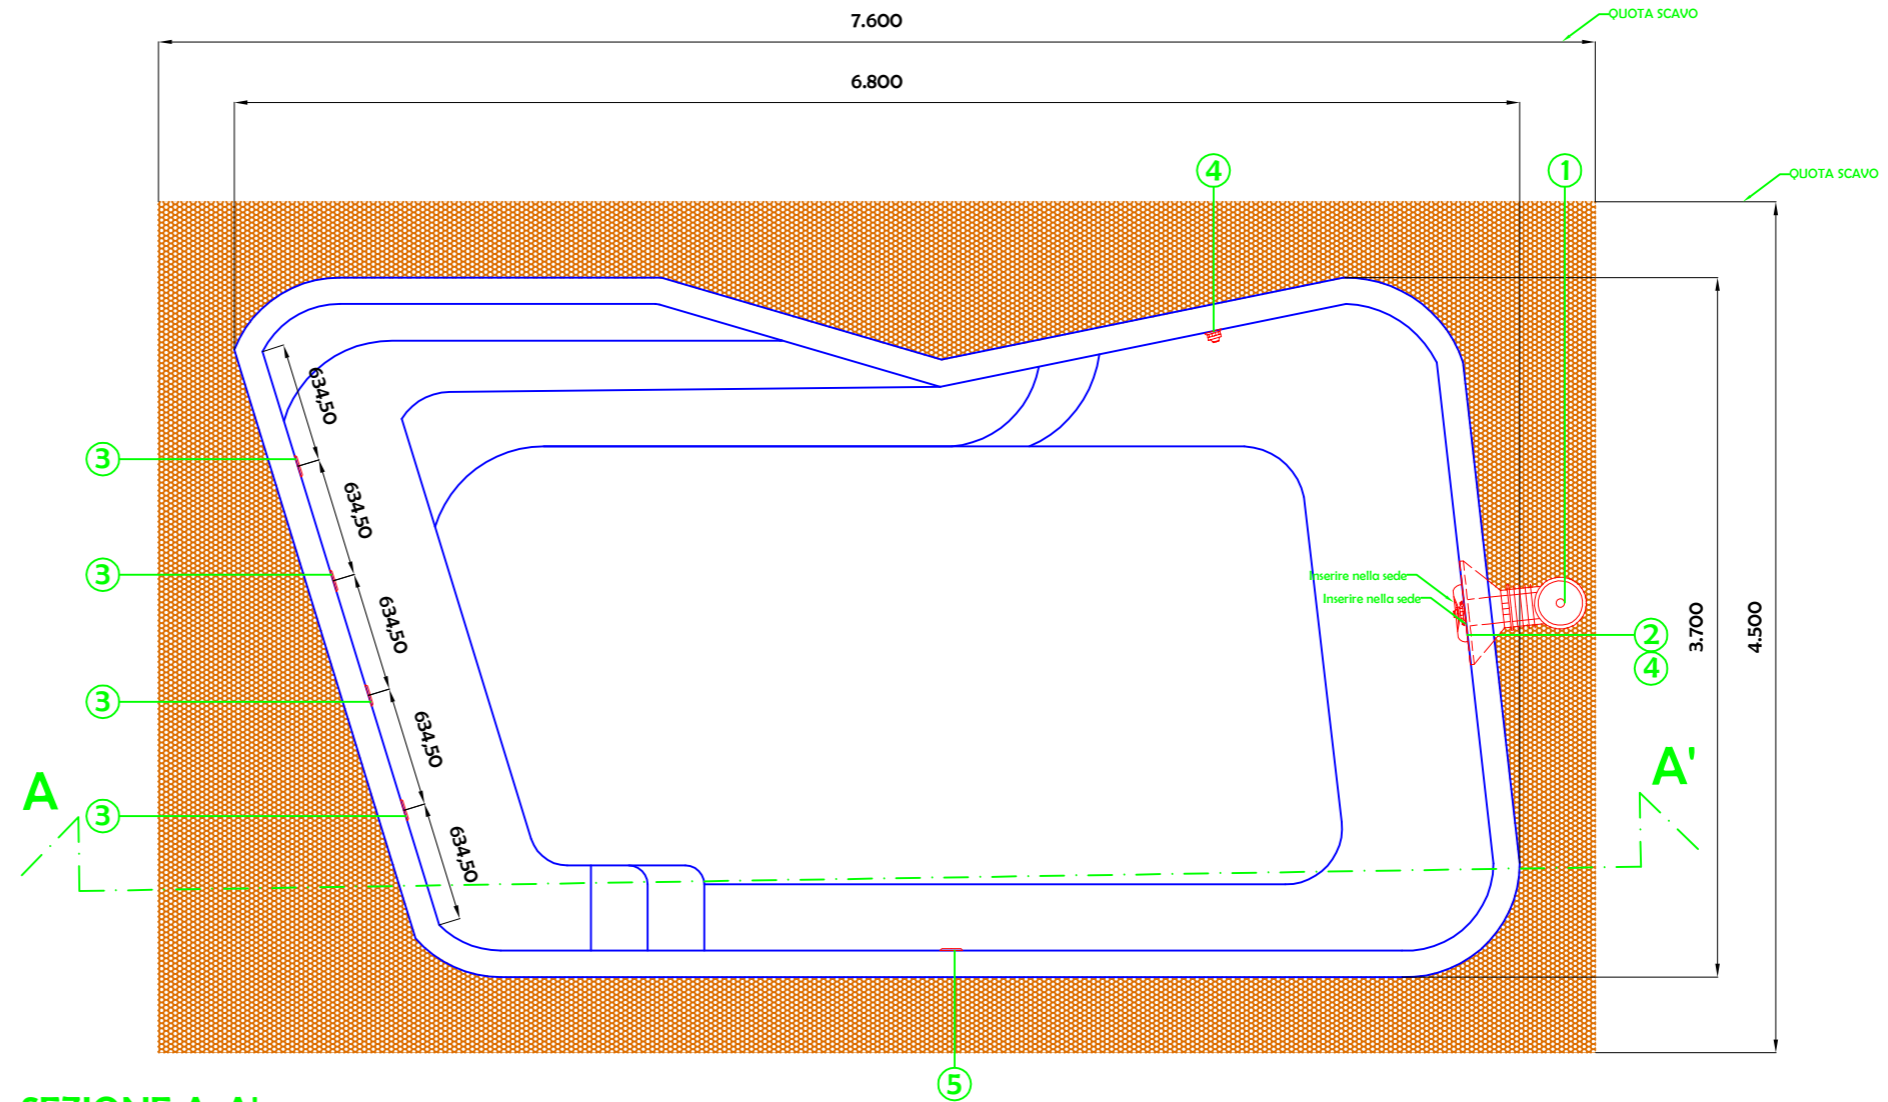 7.600
QUOTA SCAVO
6.800
4
1
QUOTA SCAVO
634,50
3
634,50
3
Inserire nella sede
Inserire nella sede
634,50
2
4
3.700
4.500
3
634,50
A
A'
3
634,50
5
SEZIONE A-A'